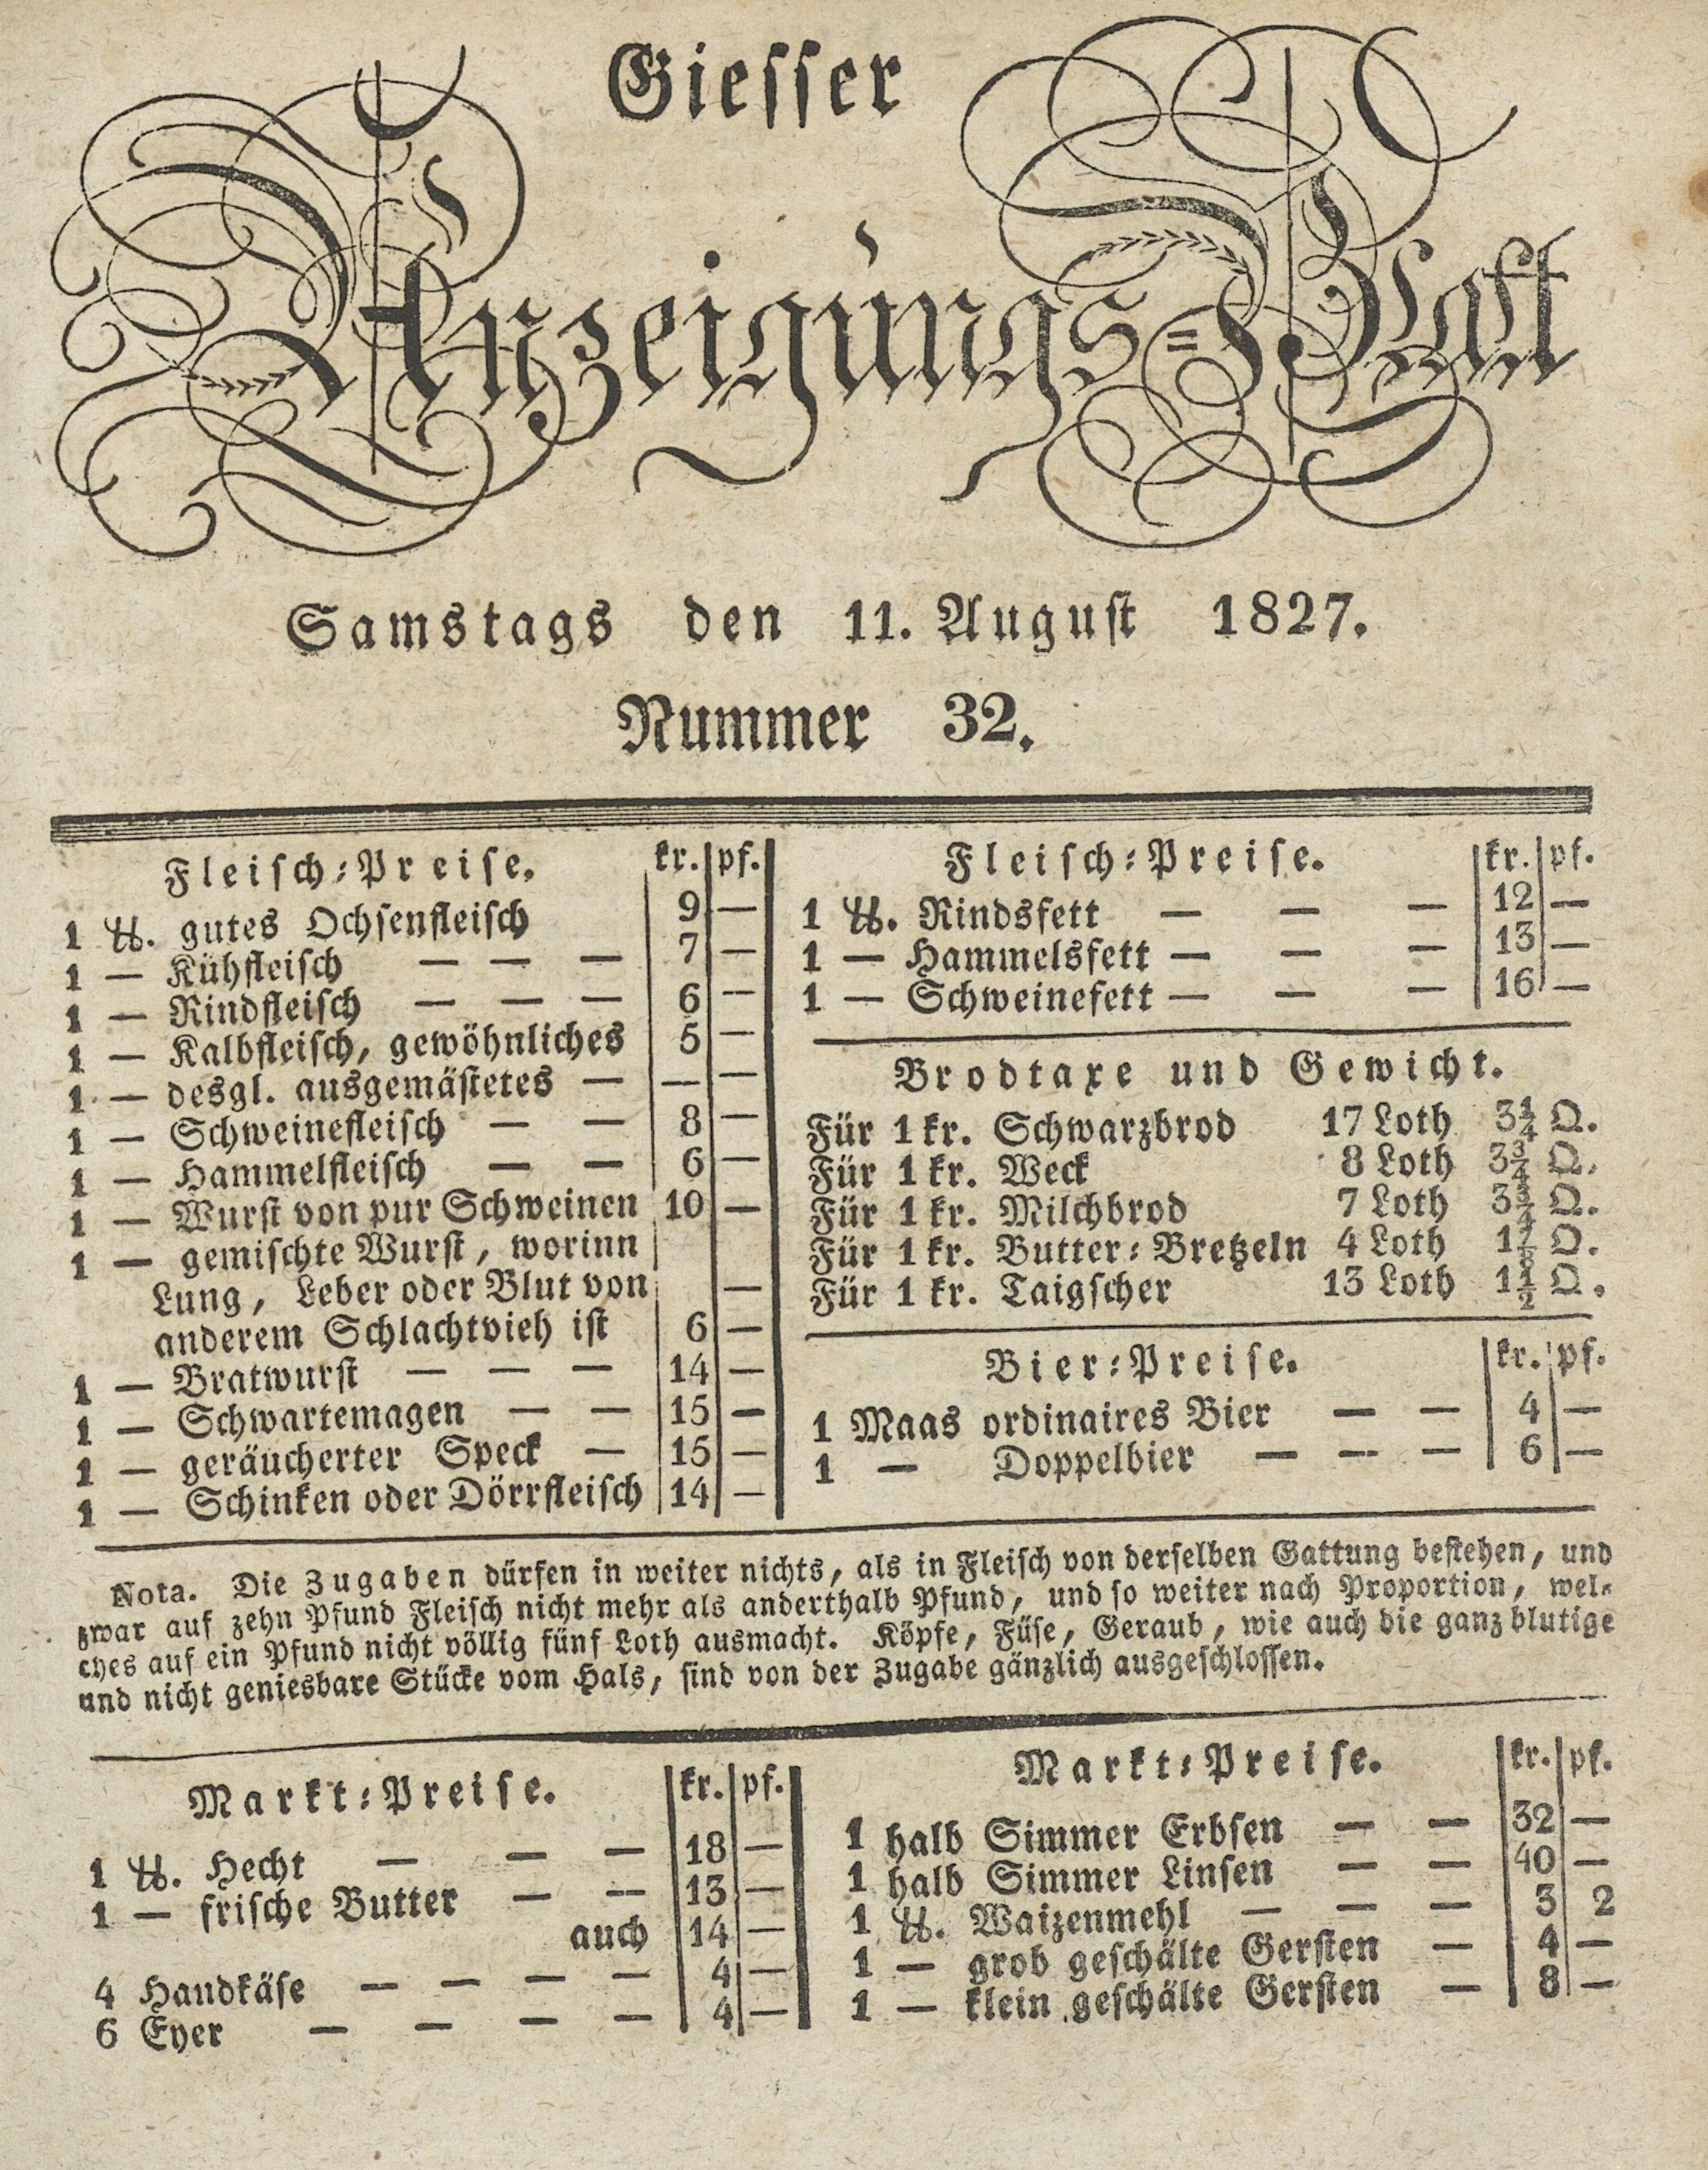 Giesser
Anzeigungs=Blatt
Samstags den 11. August 1827.
Nummer 32.
Fleisch=Preise. kr. pf.
1 ℔. gutes Ochsenfleisch 9 —
1 — Kühfleisch — — — 7 —
1 — Rindfleisch — — — 6 —
1 — Kalbfleisch, gewöhnliches 5 —
1 — desgl. ausgemästetes — — —
1 — Schweinefleisch — — 8 —
1 — Hammelfleisch — — 6 —
1 — Wurst von pur Schweinen 10 —
1 — gemischte Wurst, worinn
Lung, Leber oder Blut von —
anderem Schlachtvieh ist 6 —
1 — Bratwurst — — — 14 —
1 — Schwartemagen — — 15 —
1 — geräucherter Speck — 15 —
1 — Schinken oder Dörrfleisch 14 —
Fleisch=Preise. kr. pf.
1 ℔. Rindsfett — — — 12 —
1 — Hammelsfett — — — 13 —
1 — Schweinefett — — — 16 —
Brodtaxe und Gewicht.
Für 1 kr. Schwarzbrod 17 Loth 3¼ Q.
Für 1 kr. Weck 8 Loth 3¾ Q.
Für 1 kr. Milchbrod 7 Loth 3¾ Q.
Für 1 kr. Butter=Bretzeln 4 Loth 1⅞ Q.
Für 1 kr. Taigscher 13 Loth 1½ Q.
Bier=Preise. kr. pf.
1 Maas ordinaires Bier — — 4 —
1 — Doppelbier — — — 6 —
Nota. Die Zugaben dürfen in weiter nichts, als in Fleisch von derselben Gattung bestehen, und
zwar auf zehn Pfund Fleisch nicht mehr als anderthalb Pfund, und so weiter nach Proportion, wel=
ches auf ein Pfund nicht völlig fünf Loth ausmacht. Köpfe, Füse, Geraub, wie auch die ganz blutige
und nicht geniesbare Stücke vom Hals, sind von der Zugabe gänzlich ausgeschlossen.
Markt=Preise. kr. pf.
1 ℔. Hecht — — — 18 —
1 — frische Butter — — 13 —
auch 14 —
4 Handkäse — — — — 4 —
6 Eyer — — — — 4 —
Markt=Preise. kr. pf.
1 halb Simmer Erbsen — — 32 —
1 halb Simmer Linsen — — 40 —
1 ℔. Waizenmehl — — — 3 2
1 — grob geschälte Gersten — 4 —
1 — klein geschälte Gersten — 8 —